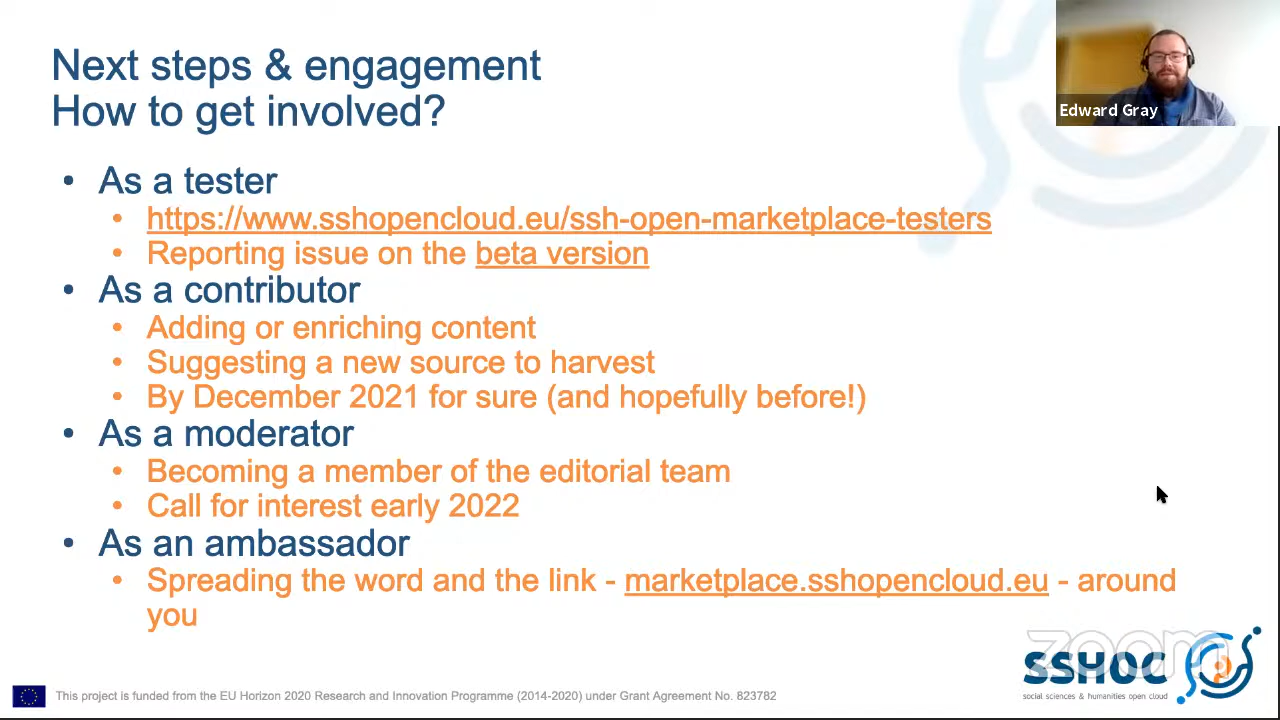 Next steps & engagement
How to get involved?
Edward Gray
• As a tester
• https://www.sshopencloud.eu/ssh-open-marketplace-testers
• Reporting issue on the beta version
• As a contributor
• Adding or enriching content
• Suggesting a new source to harvest
• By December 2021 for sure (and hopefully before!)
• As a moderator
• Becoming a member of the editorial team
• Call for interest early 2022
• As an ambassador
• Spreading the word and the link - marketplace.sshopencloud.eu - around
you
zoom
SSHOC
social sciences & humanities open cloud
This project is funded from the EU Horizon 2020 Research and Innovation Programme (2014-2020) under Grant Agreement No. 823782